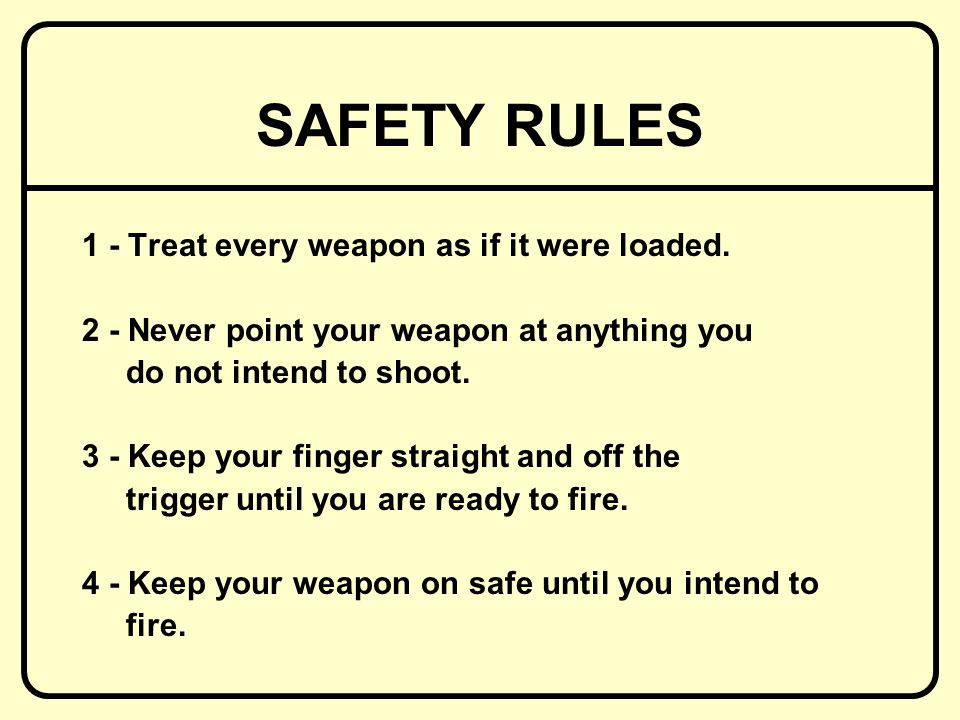 SAFETY RULES
1 - Treat every weapon as if it were loaded.
2 - Never point your weapon at anything you
do not intend to shoot.
3 - Keep your finger straight and off the
trigger until you are ready to fire.
4 - Keep your weapon on safe until you intend to
fire.